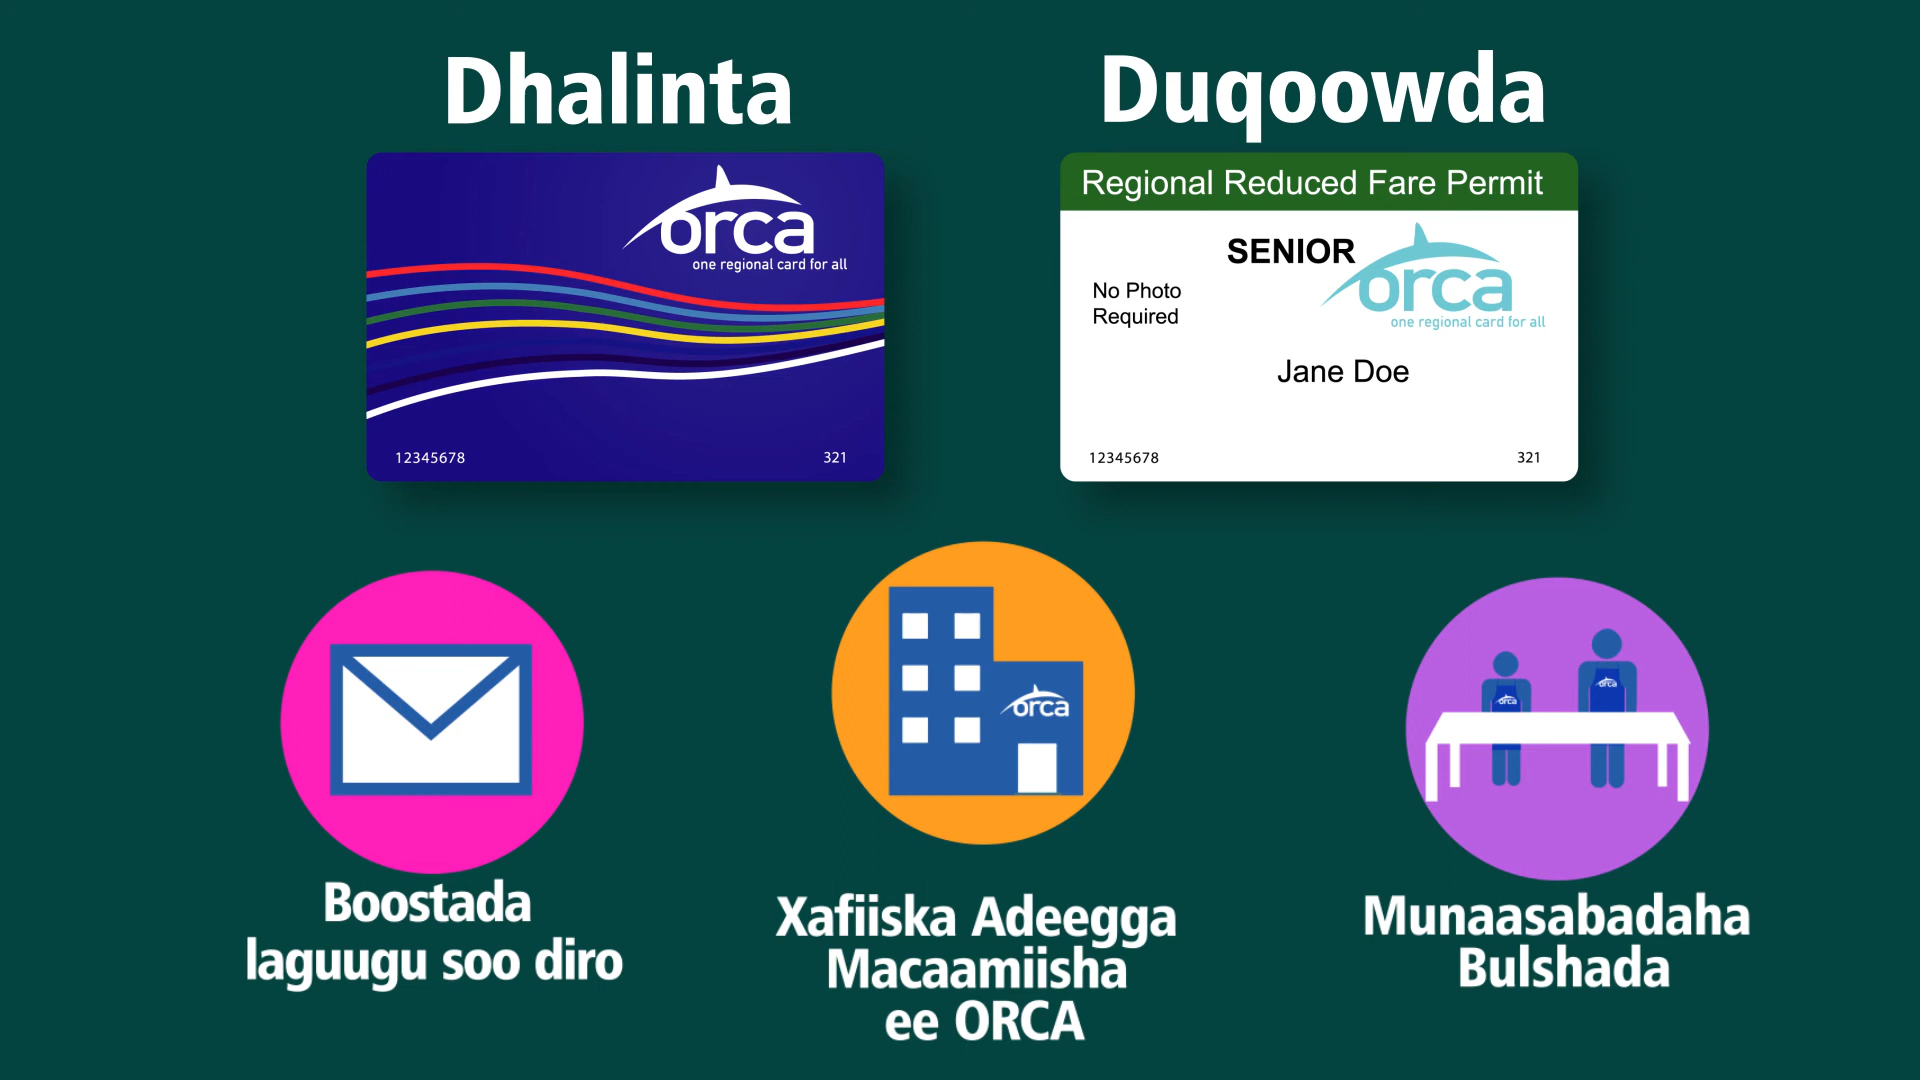 Dhalinta
Duqoowda
orca
one regional card for all
12345678
321
Regional Reduced Fare Permit
SENIOR
orca
one regional card for all
No Photo
Required
Jane Doe
12345678
321
orca
orca
orca
Boostada
laguugu soo diro
Xafiiska Adeegga
Macaamiisha
ee ORCA
Munaasabadaha
Bulshada